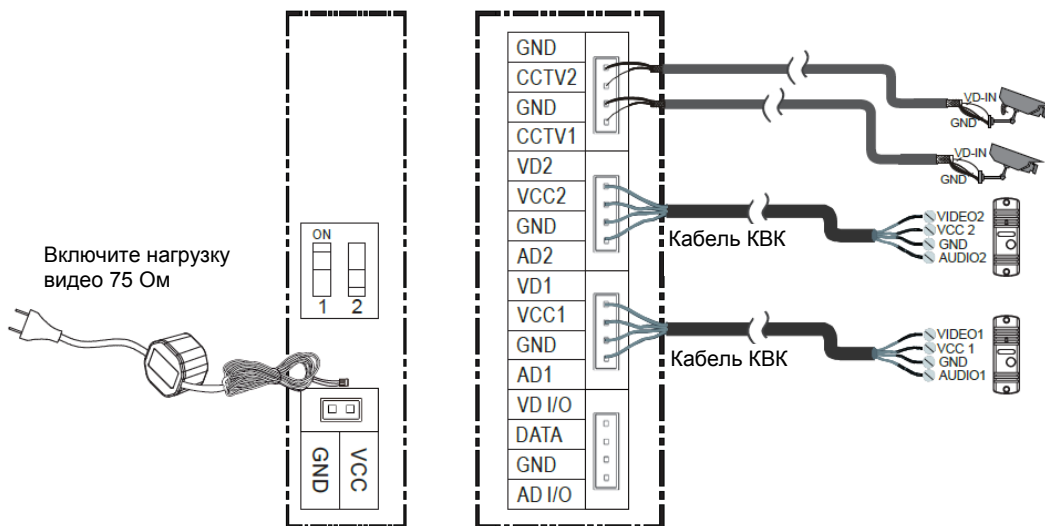 Включите нагрузку
видео 75 Ом
ON
1 2
GND
VCC
GND
CCTV2
GND
CCTV1
VD2
VCC2
GND
AD2
VD1
VCC1
GND
AD1
VD I/O
DATA
GND
AD I/O
VD-IN
GND
VD-IN
GND
Кабель КВК
VIDEO2
VCC 2
GND
AUDIO2
Кабель КВК
VIDEO1
VCC 1
GND
AUDIO1